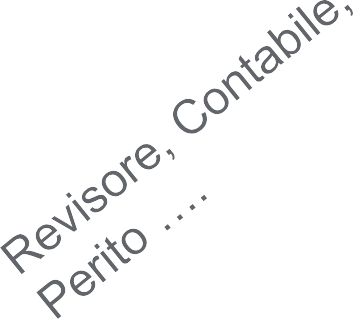 Revisore, Contabile,
Perito ....